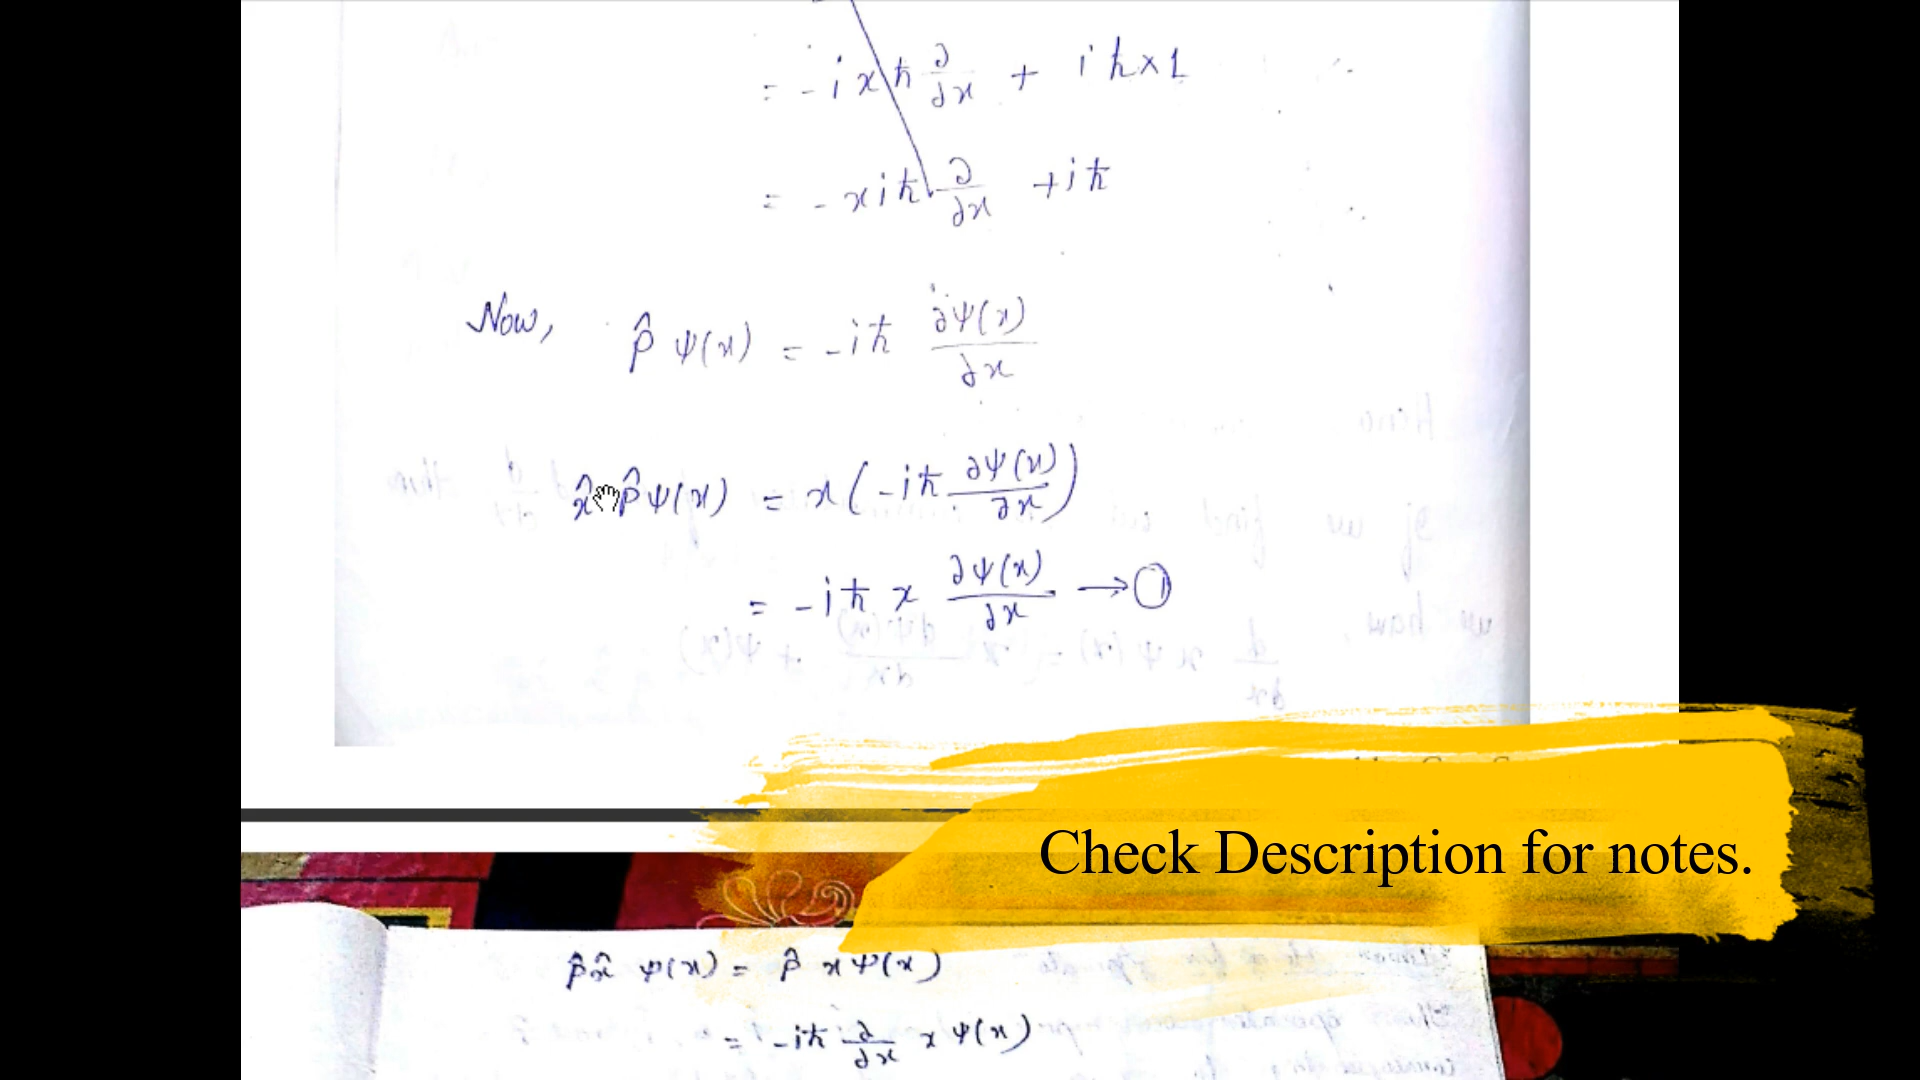 = - i x ħ ∂/∂x + i ħ × 1
= - x i ħ ∂/∂x + i ħ
Now, p̂ ψ(x) = - i ħ ∂ψ(x)/∂x
x̂ p̂ ψ(x) = x ( - i ħ ∂ψ(x)/∂x )
= - i ħ x ∂ψ(x)/∂x → ①
Check Description for notes.
p̂ x̂ ψ(x) = p̂ x ψ(x)
= - i ħ ∂/∂x x ψ(x)